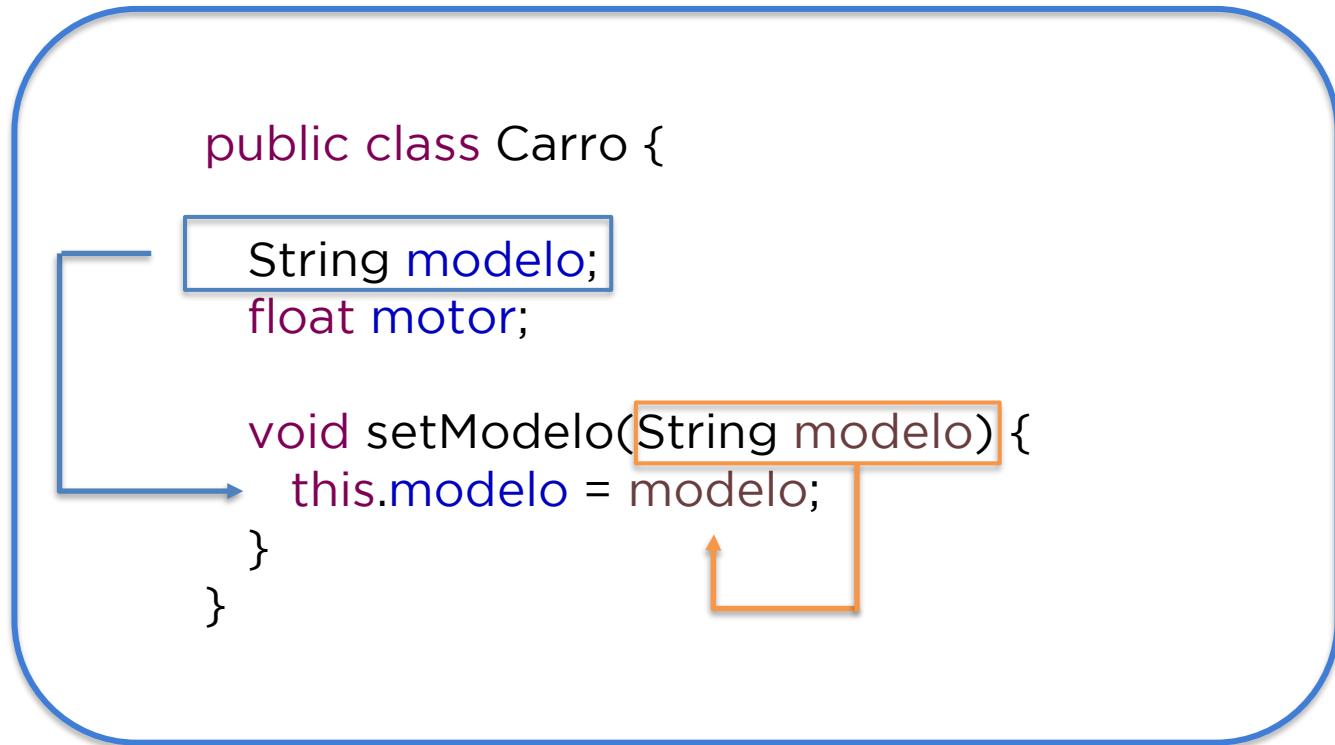 public class Carro {
String modelo;
float motor;
void setModelo(String modelo) {
this.modelo = modelo;
}
}